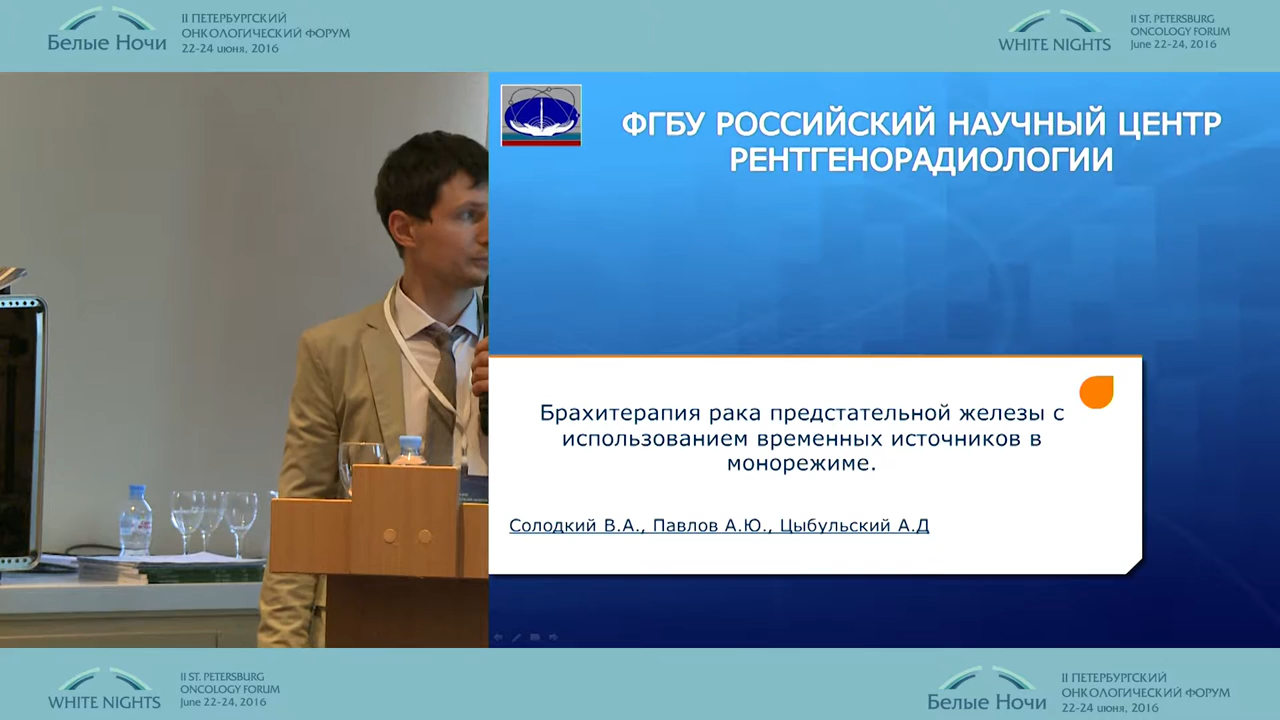 Белые Ночи
II ПЕТЕРБУРГСКИЙ
ОНКОЛОГИЧЕСКИЙ ФОРУМ
22-24 июня, 2016
WHITE NIGHTS
II ST. PETERSBURG
ONCOLOGY FORUM
June 22-24, 2016
ФГБУ РОССИЙСКИЙ НАУЧНЫЙ ЦЕНТР
РЕНТГЕНОРАДИОЛОГИИ
Брахитерапия рака предстательной железы с
использованием временных источников в
монорежиме.
Солодкий В.А., Павлов А.Ю., Цыбульский А.Д
WHITE NIGHTS
II ST. PETERSBURG
ONCOLOGY FORUM
June 22-24, 2016
Белые Ночи
II ПЕТЕРБУРГСКИЙ
ОНКОЛОГИЧЕСКИЙ ФОРУМ
22-24 июня, 2016